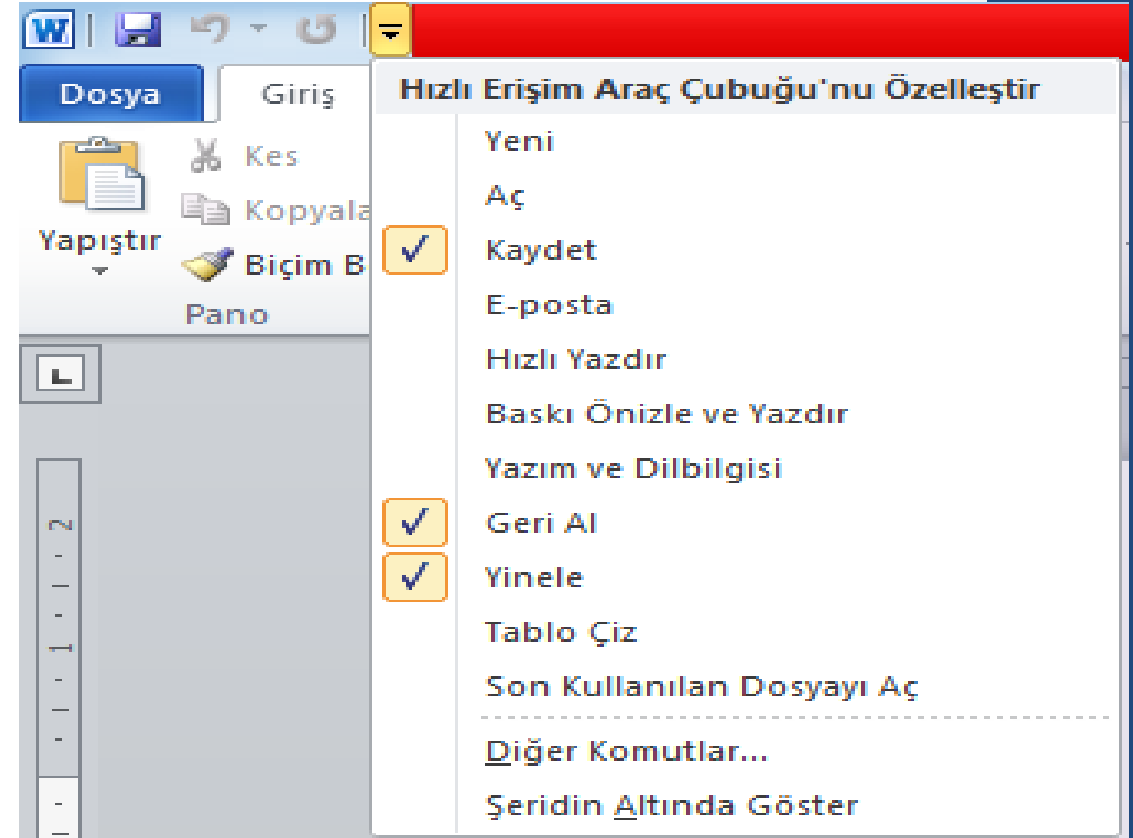 W
Dosya
Giriş
Hızlı Erişim Araç Çubuğu'nu Özelleştir
Yapıştır
Kes
Kopyala
Biçim B
Pano
Yeni
Aç
Kaydet
E-posta
Hızlı Yazdır
Baskı Önizle ve Yazdır
Yazım ve Dilbilgisi
Geri Al
Yinele
Tablo Çiz
Son Kullanılan Dosyayı Aç
Diğer Komutlar...
Şeridin Altında Göster
2
1